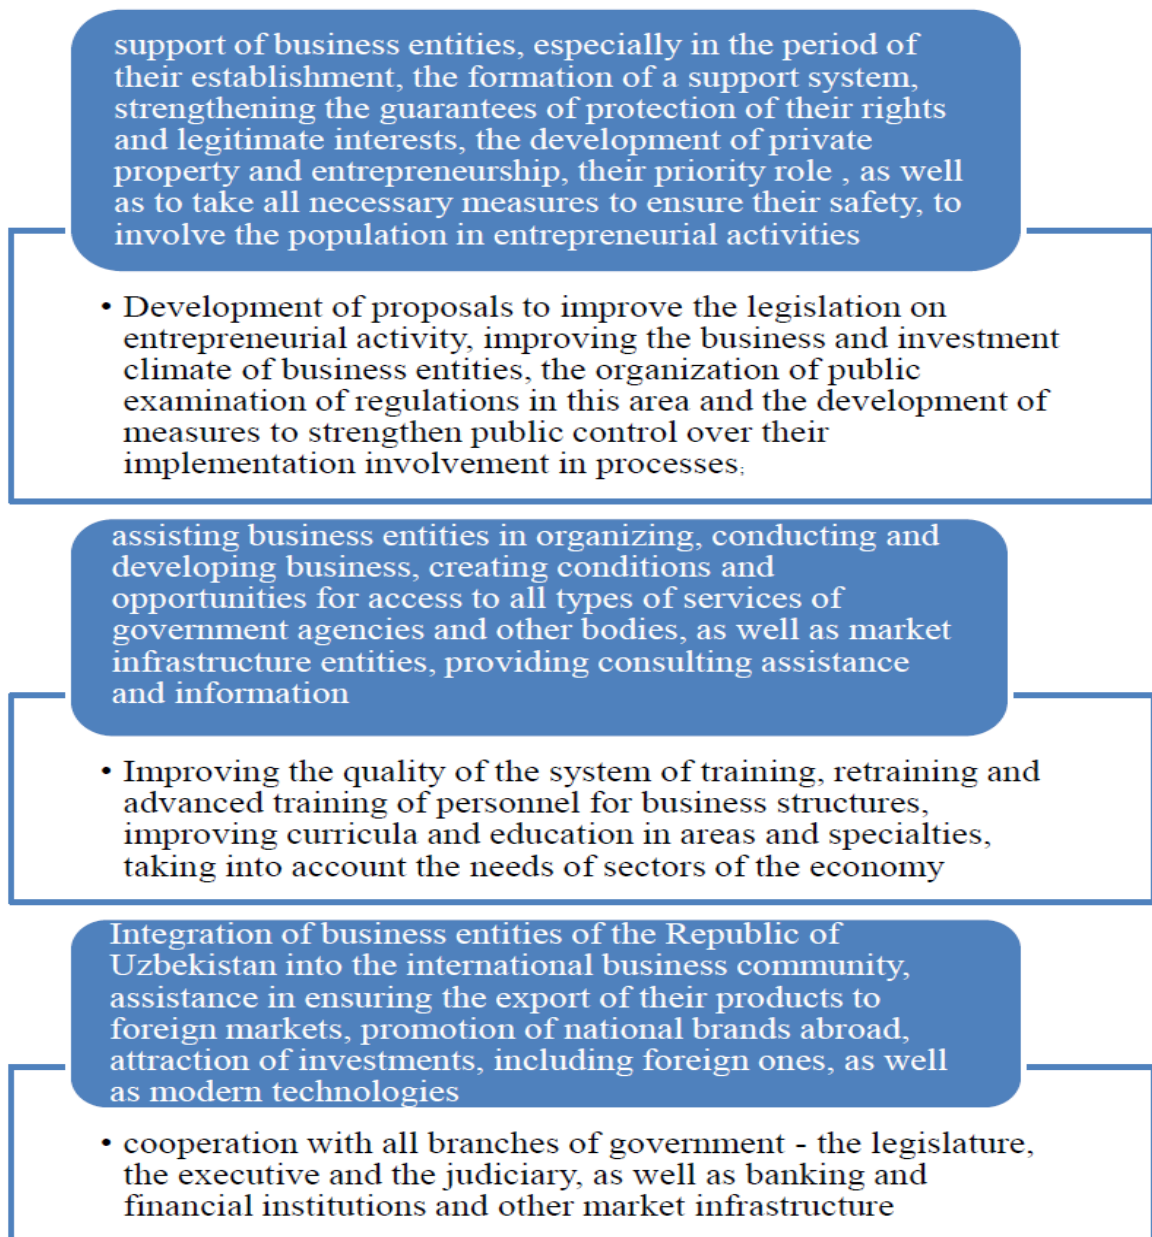 support of business entities, especially in the period of
their establishment, the formation of a support system,
strengthening the guarantees of protection of their rights
and legitimate interests, the development of private
property and entrepreneurship, their priority role , as well
as to take all necessary measures to ensure their safety, to
involve the population in entrepreneurial activities
• Development of proposals to improve the legislation on
entrepreneurial activity, improving the business and investment
climate of business entities, the organization of public
examination of regulations in this area and the development of
measures to strengthen public control over their
implementation involvement in processes;
assisting business entities in organizing, conducting and
developing business, creating conditions and
opportunities for access to all types of services of
government agencies and other bodies, as well as market
infrastructure entities, providing consulting assistance
and information
• Improving the quality of the system of training, retraining and
advanced training of personnel for business structures,
improving curricula and education in areas and specialties,
taking into account the needs of sectors of the economy
Integration of business entities of the Republic of
Uzbekistan into the international business community,
assistance in ensuring the export of their products to
foreign markets, promotion of national brands abroad,
attraction of investments, including foreign ones, as well
as modern technologies
• cooperation with all branches of government - the legislature,
the executive and the judiciary, as well as banking and
financial institutions and other market infrastructure